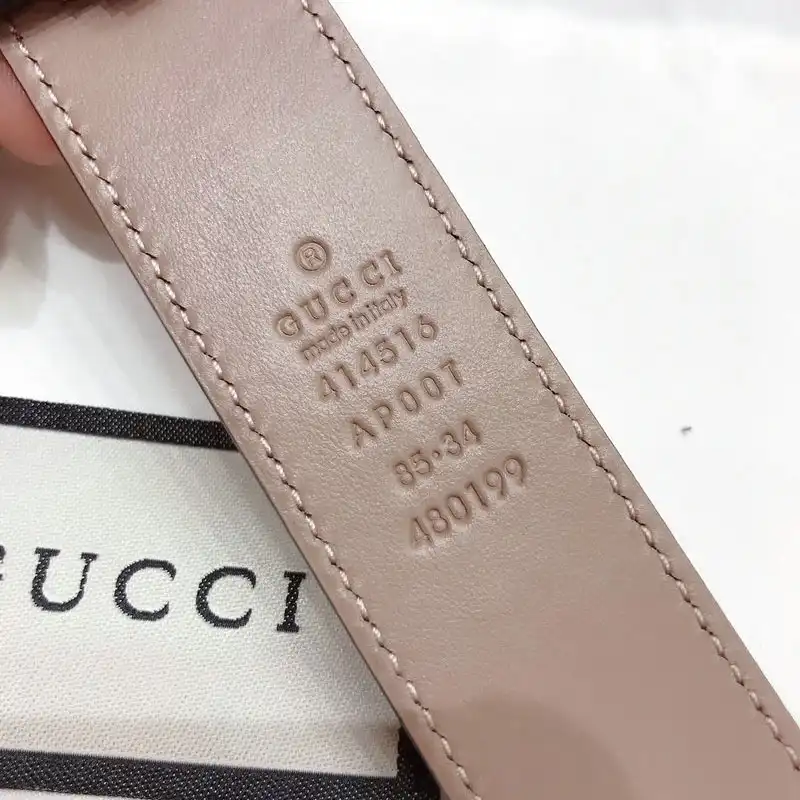 ®
GUCCI
made in italy
414516
AP00T
85·34
480199
GUCCI